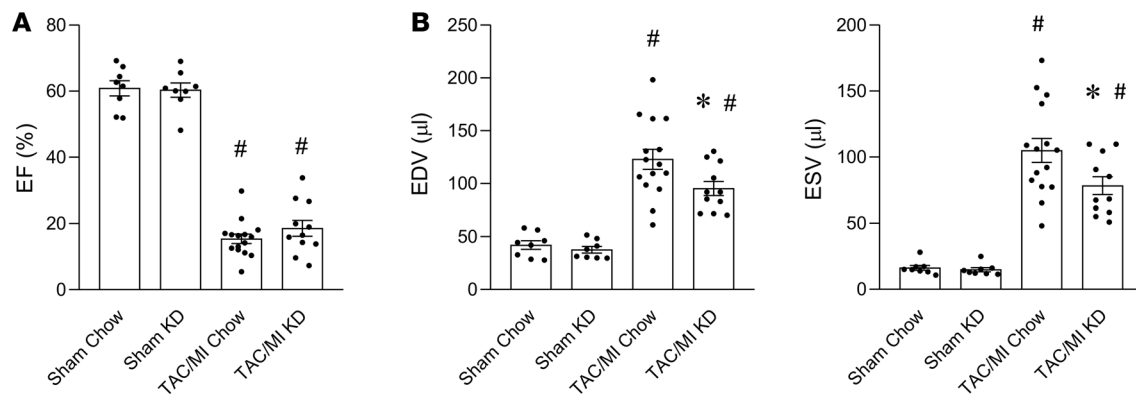 A
EF (%)
80
60
40
20
0
#
#
Sham Chow
Sham KD
TAC/MI Chow
TAC/MI KD
B
EDV (µl)
250
200
150
100
50
0
#
* #
Sham Chow
Sham KD
TAC/MI Chow
TAC/MI KD
ESV (µl)
200
150
100
50
0
#
* #
Sham Chow
Sham KD
TAC/MI Chow
TAC/MI KD